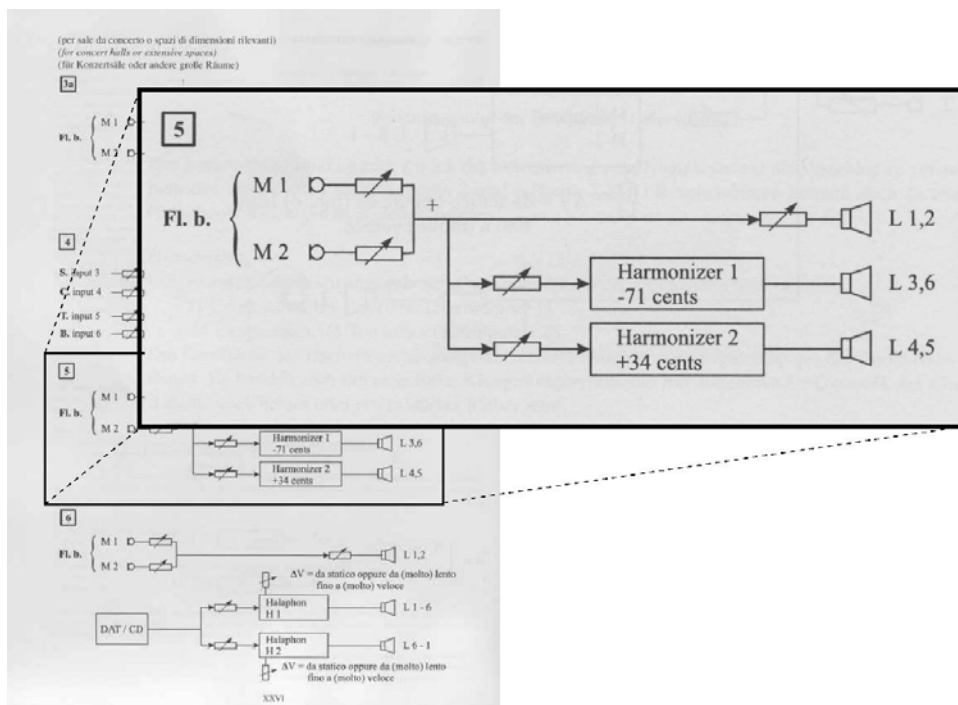 (per sale da concerto o spazi di dimensioni rilevanti)
(for concert halls or extensive spaces)
(für Konzertsäle oder andere große Räume)
3a
Fl. b.
M 1
M 2
5
Fl. b.
M 1
M 2
+
L 1,2
Harmonizer 1
-71 cents
L 3,6
Harmonizer 2
+34 cents
L 4,5
4
S. input 3
C. input 4
T. input 5
B. input 6
5
Fl. b.
M 1
M 2
Harmonizer 1
-71 cents
L 3,6
Harmonizer 2
+34 cents
L 4,5
6
Fl. b.
M 1
M 2
L 1,2
ΔV = da statico oppure da (molto) lento
fino a (molto) veloce
DAT / CD
Halaphon
H 1
L 1 - 6
Halaphon
H 2
L 6 - 1
ΔV = da statico oppure da (molto) lento
fino a (molto) veloce
XXVI